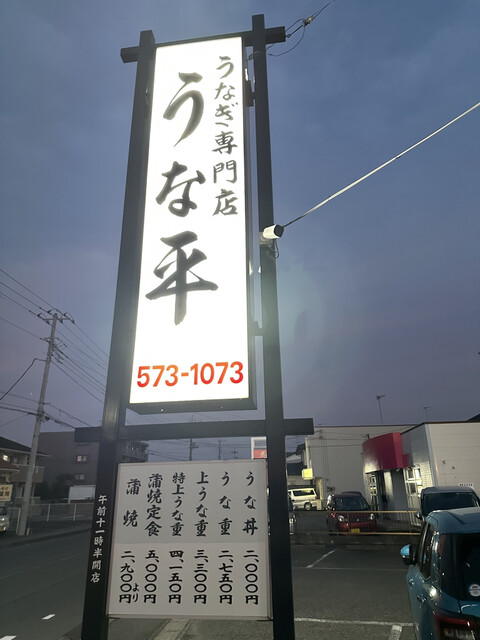 うなぎ専門店
うな平
573-1073
うな丼 二、〇〇〇円
うな重 二、七五〇円
上うな重 三、三〇〇円
特上うな重 四、一五〇円
蒲焼定食 五、〇〇〇円
蒲焼 二、九〇〇円より
午前十一時半開店